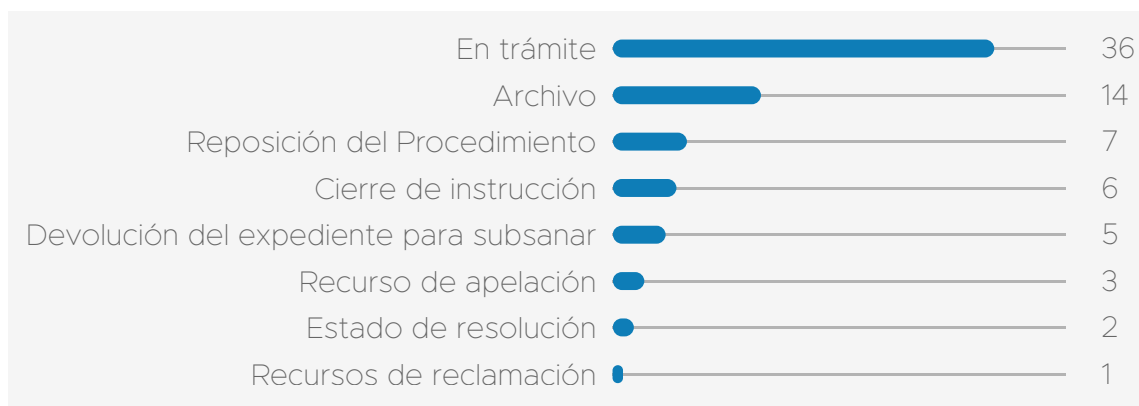 En trámite 36
Archivo 14
Reposición del Procedimiento 7
Cierre de instrucción 6
Devolución del expediente para subsanar 5
Recurso de apelación 3
Estado de resolución 2
Recursos de reclamación 1